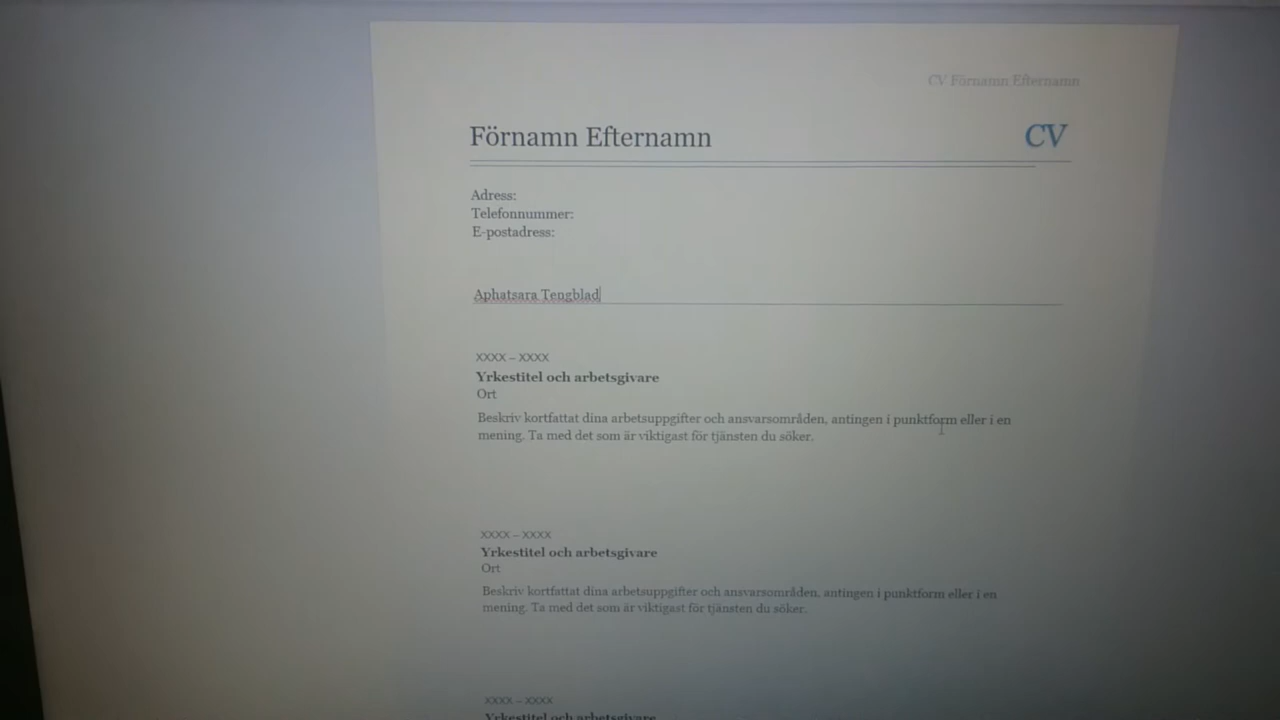 CV Förnamn Efternamn
Förnamn Efternamn CV
Adress:
Telefonnummer:
E-postadress:
Aphatsara Tengblad
XXXX – XXXX
Yrkestitel och arbetsgivare
Ort
Beskriv kortfattat dina arbetsuppgifter och ansvarsområden, antingen i punktform eller i en
mening. Ta med det som är viktigast för tjänsten du söker.
XXXX – XXXX
Yrkestitel och arbetsgivare
Ort
Beskriv kortfattat dina arbetsuppgifter och ansvarsområden, antingen i punktform eller i en
mening. Ta med det som är viktigast för tjänsten du söker.
XXXX – XXXX
Yrkestitel och arbetsgivare